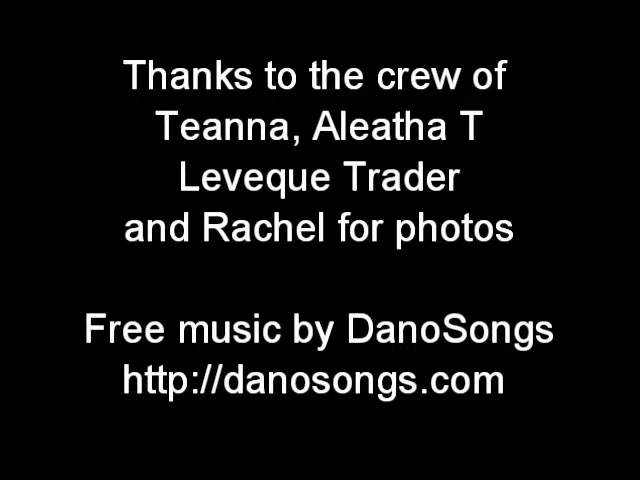 Thanks to the crew of
Teanna, Aleatha T
Leveque Trader
and Rachel for photos
Free music by DanoSongs
http://danosongs.com